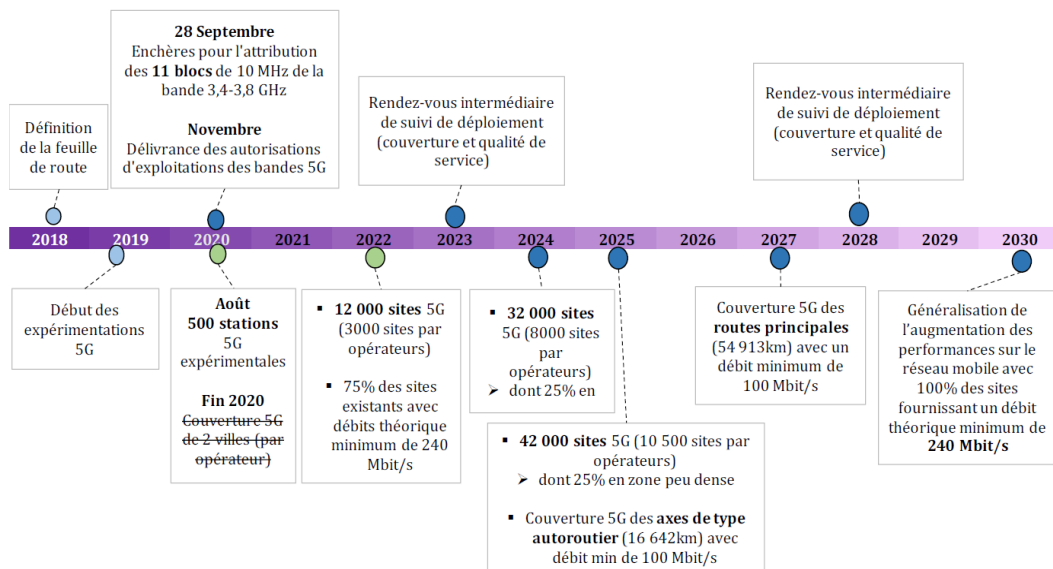 28 Septembre
Enchères pour l'attribution
des 11 blocs de 10 MHz de la
bande 3,4-3,8 GHz
Novembre
Délivrance des autorisations
d'exploitations des bandes 5G
Définition
de la feuille
de route
Rendez-vous intermédiaire
de suivi de déploiement
(couverture et qualité de
service)
Rendez-vous intermédiaire
de suivi de déploiement
(couverture et qualité de
service)
2018 2019 2020 2021 2022 2023 2024 2025 2026 2027 2028 2029 2030
Début des
expérimentations
5G
Août
500 stations
5G
expérimentales
Fin 2020
Couverture 5G
de 2 villes (par
opérateur)
▪ 12 000 sites 5G
(3000 sites par
opérateurs)
▪ 75% des sites
existants avec
débits théorique
minimum de 240
Mbit/s
▪ 32 000 sites
5G (8000 sites
par
opérateurs)
➢ dont 25% en
▪ 42 000 sites 5G (10 500 sites par
opérateurs)
➢ dont 25% en zone peu dense
▪ Couverture 5G des axes de type
autoroutier (16 642km) avec
débit min de 100 Mbit/s
Couverture 5G des
routes principales
(54 913km) avec un
débit minimum de
100 Mbit/s
Généralisation de
l'augmentation des
performances sur le
réseau mobile avec
100% des sites
fournissant un débit
théorique minimum de
240 Mbit/s